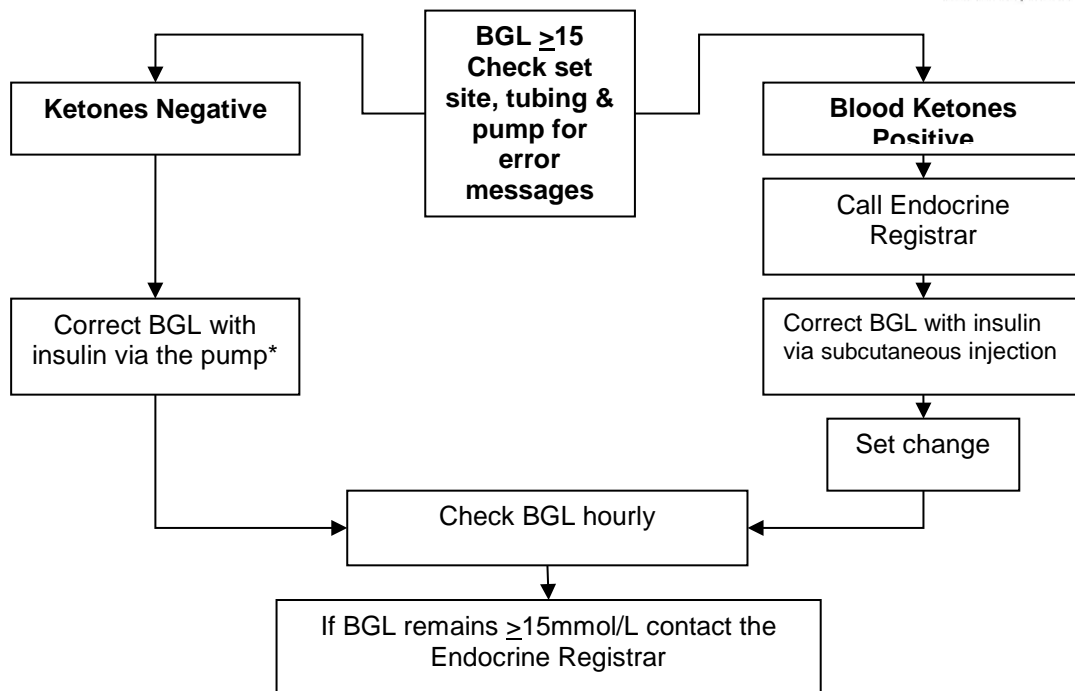 BGL ≥15
Check set
site, tubing &
pump for
error
messages
Ketones Negative
Blood Ketones
Positive
Call Endocrine
Registrar
Correct BGL with
insulin via the pump*
Correct BGL with insulin
via subcutaneous injection
Set change
Check BGL hourly
If BGL remains ≥15mmol/L contact the
Endocrine Registrar